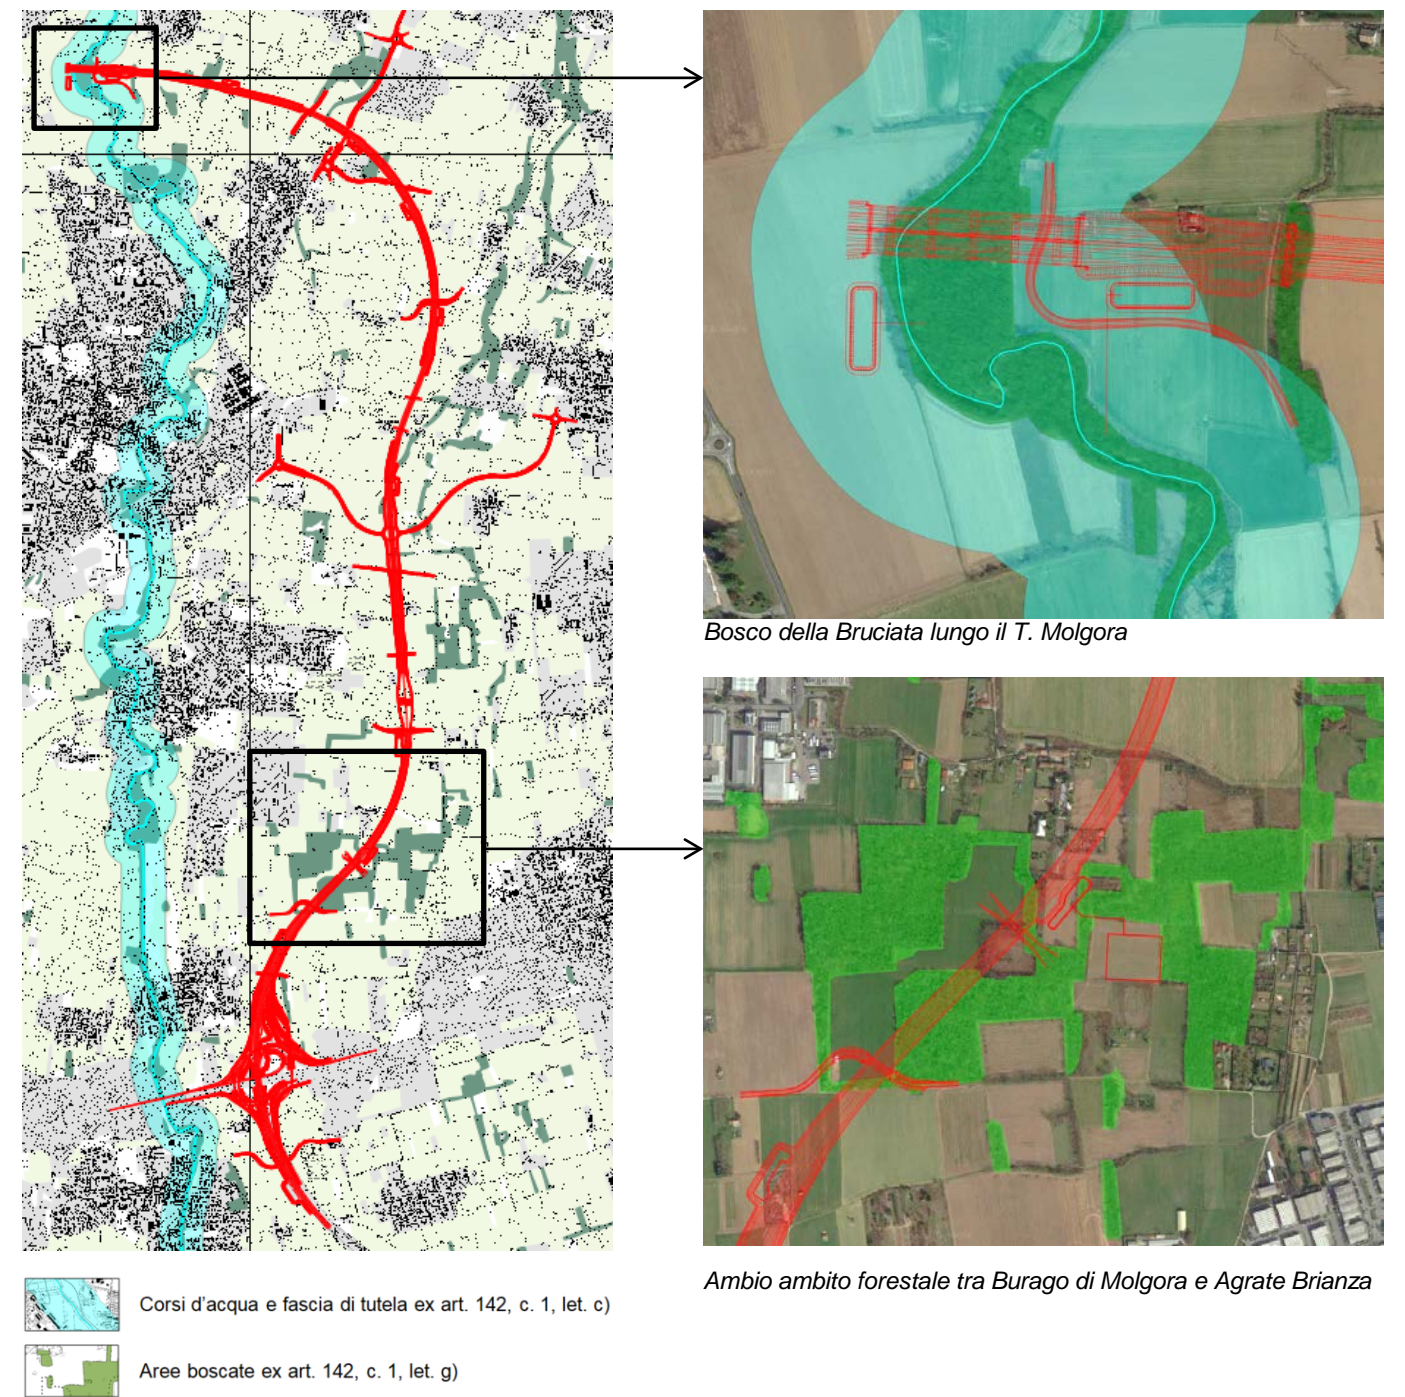 Bosco della Bruciata lungo il T. Molgora
Ambio ambito forestale tra Burago di Molgora e Agrate Brianza
Corsi d'acqua e fascia di tutela ex art. 142, c. 1, let. c)
Aree boscate ex art. 142, c. 1, let. g)